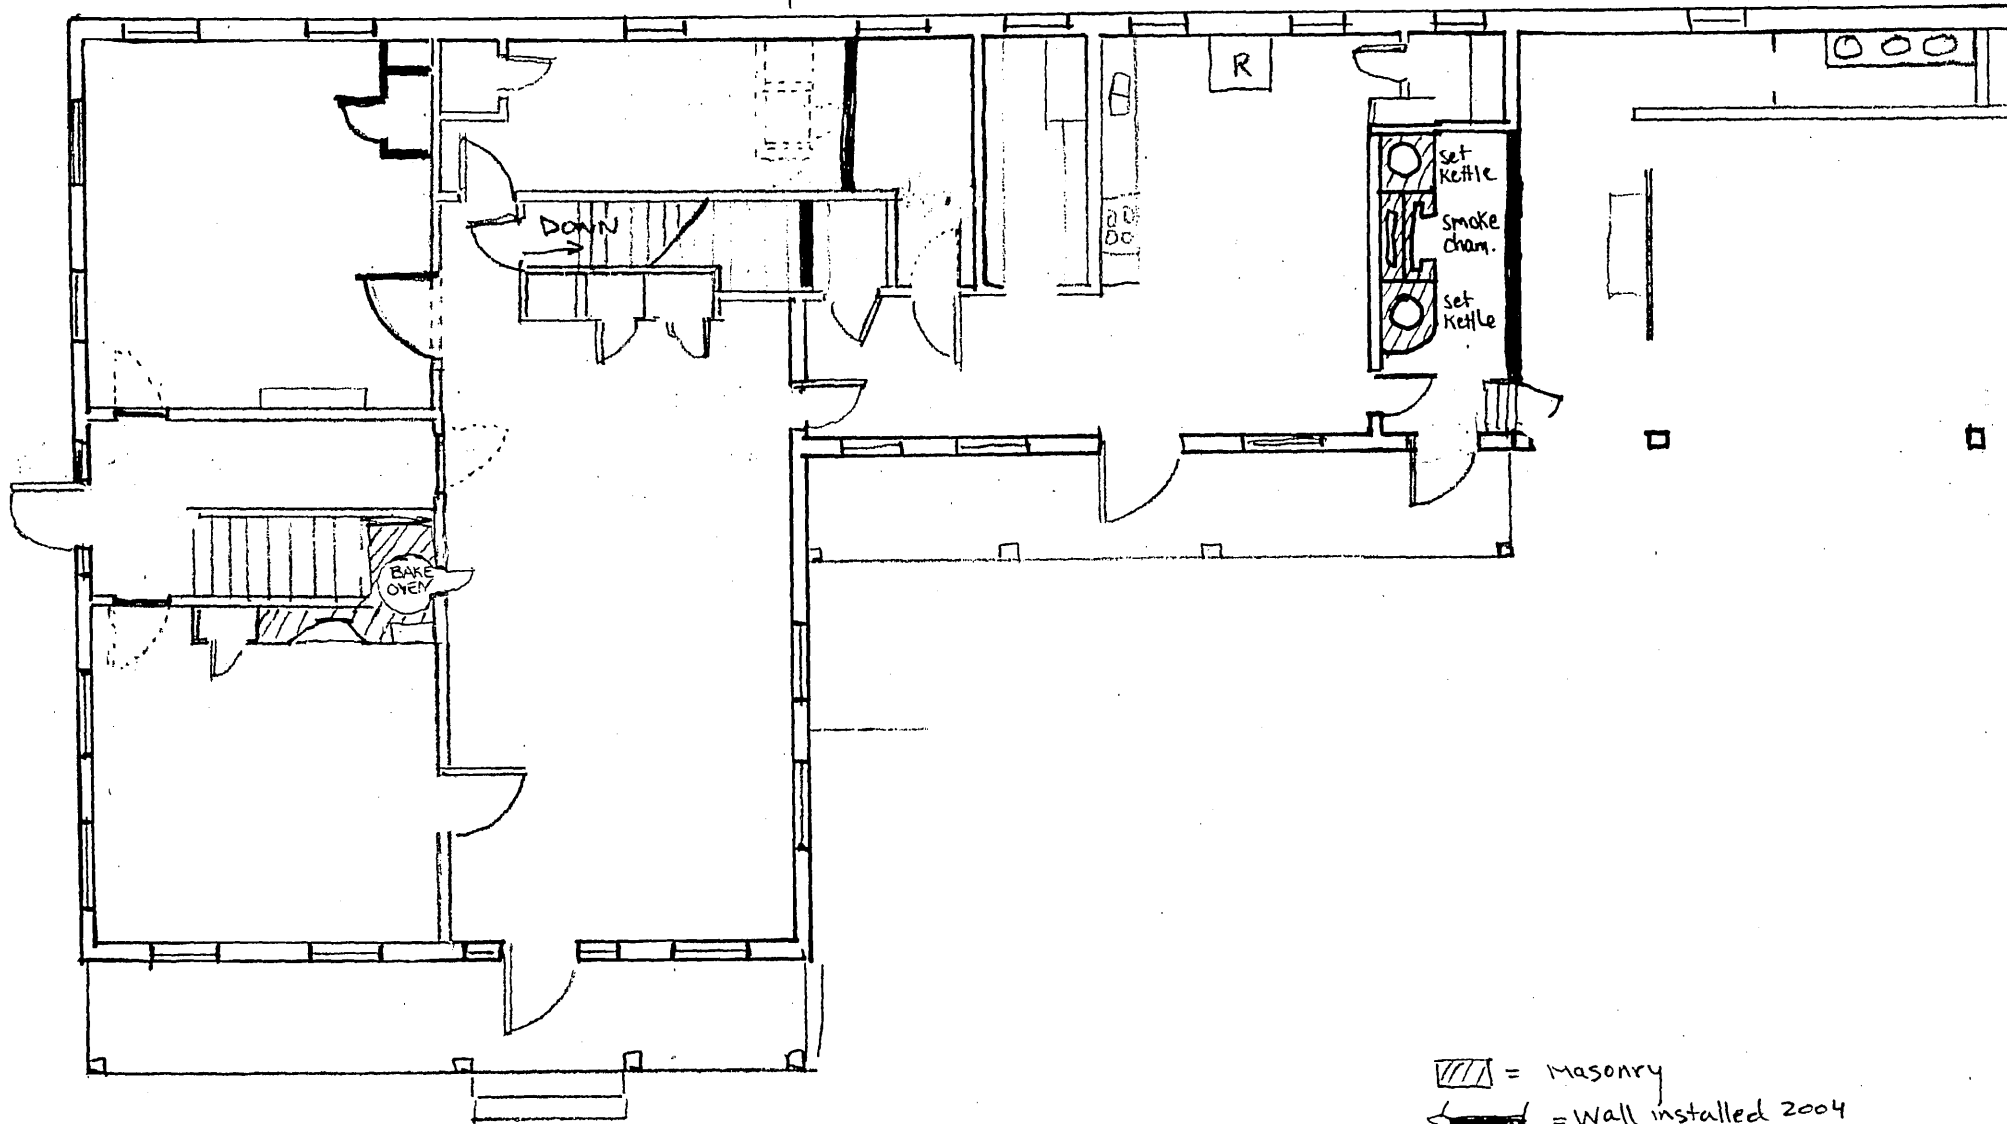 R
set
kettle
DOWN
smoke
cham.
set
kettle
BAKE
OVEN
= Masonry
= Wall installed 2004